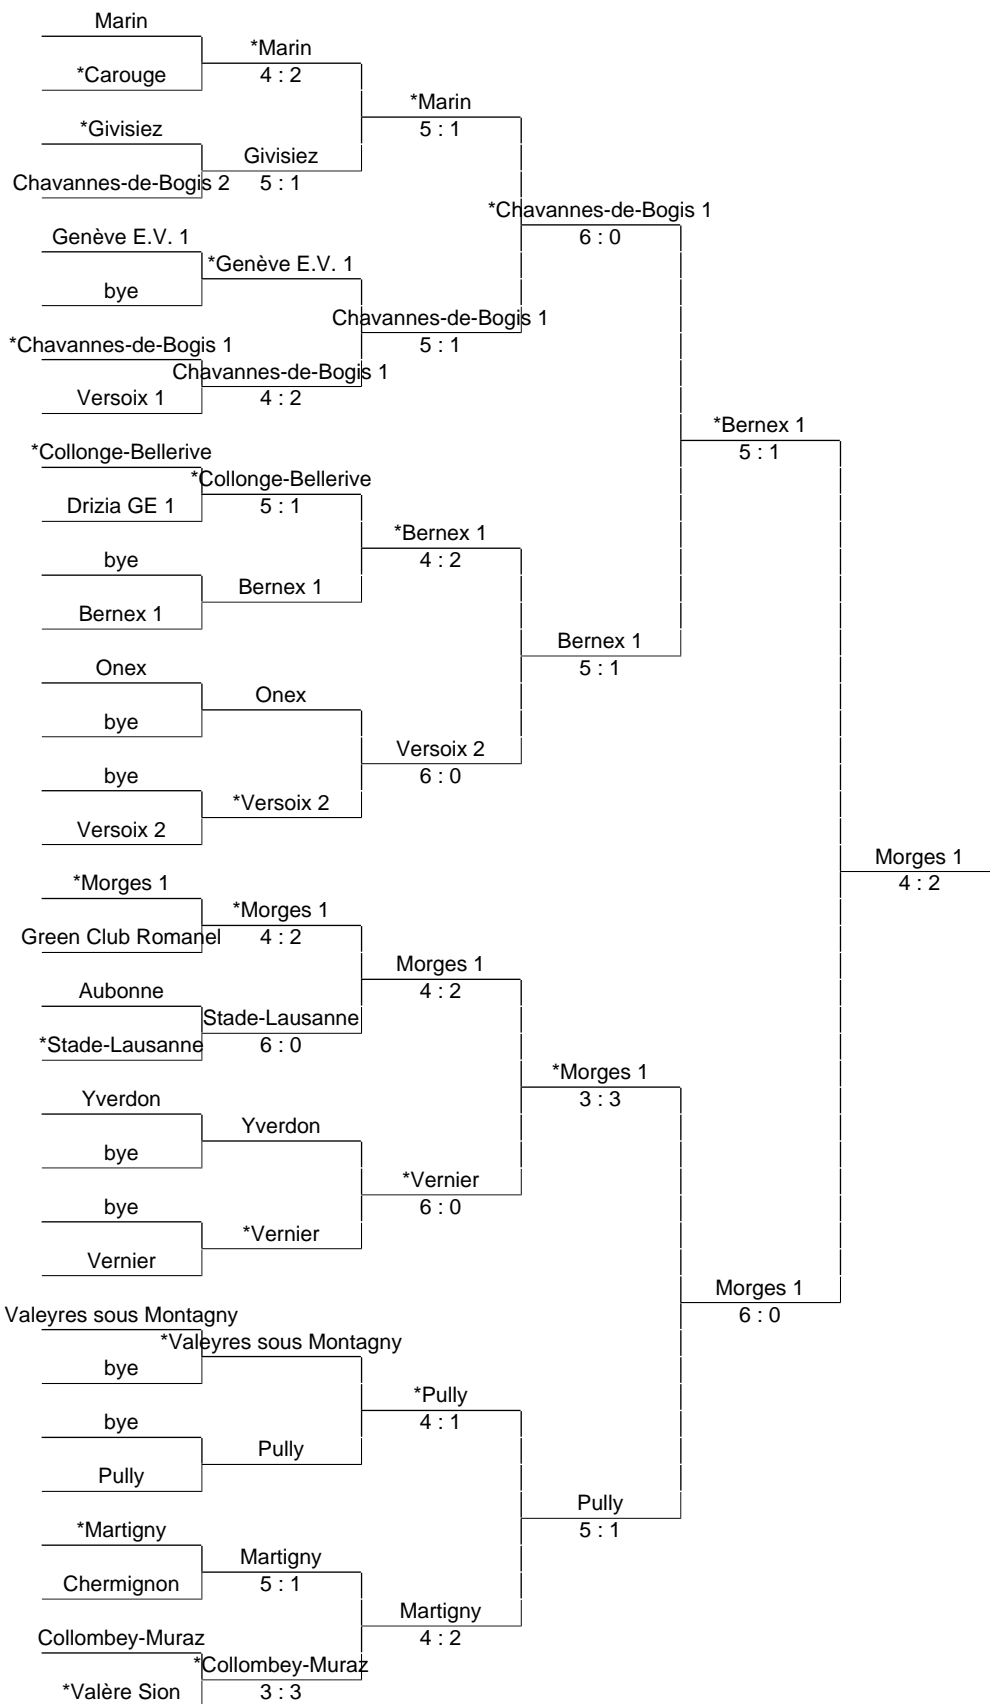 Marin
*Marin
4 : 2
*Carouge
*Marin
5 : 1
*Givisiez
Givisiez
5 : 1
Chavannes-de-Bogis 2
*Chavannes-de-Bogis 1
6 : 0
Genève E.V. 1
*Genève E.V. 1
bye
Chavannes-de-Bogis 1
5 : 1
*Chavannes-de-Bogis 1
Chavannes-de-Bogis 1
4 : 2
Versoix 1
*Bernex 1
5 : 1
*Collonge-Bellerive
*Collonge-Bellerive
5 : 1
Drizia GE 1
*Bernex 1
4 : 2
bye
Bernex 1
Bernex 1
Bernex 1
5 : 1
Onex
Onex
bye
Versoix 2
6 : 0
bye
*Versoix 2
Versoix 2
Morges 1
4 : 2
*Morges 1
*Morges 1
4 : 2
Green Club Romanel
Morges 1
4 : 2
Aubonne
Stade-Lausanne
6 : 0
*Stade-Lausanne
*Morges 1
3 : 3
Yverdon
Yverdon
bye
*Vernier
6 : 0
bye
*Vernier
Vernier
Morges 1
6 : 0
Valeyres sous Montagny
*Valeyres sous Montagny
bye
*Pully
4 : 1
bye
Pully
Pully
Pully
5 : 1
*Martigny
Martigny
5 : 1
Chermignon
Martigny
4 : 2
Collombey-Muraz
*Collombey-Muraz
3 : 3
*Valère Sion